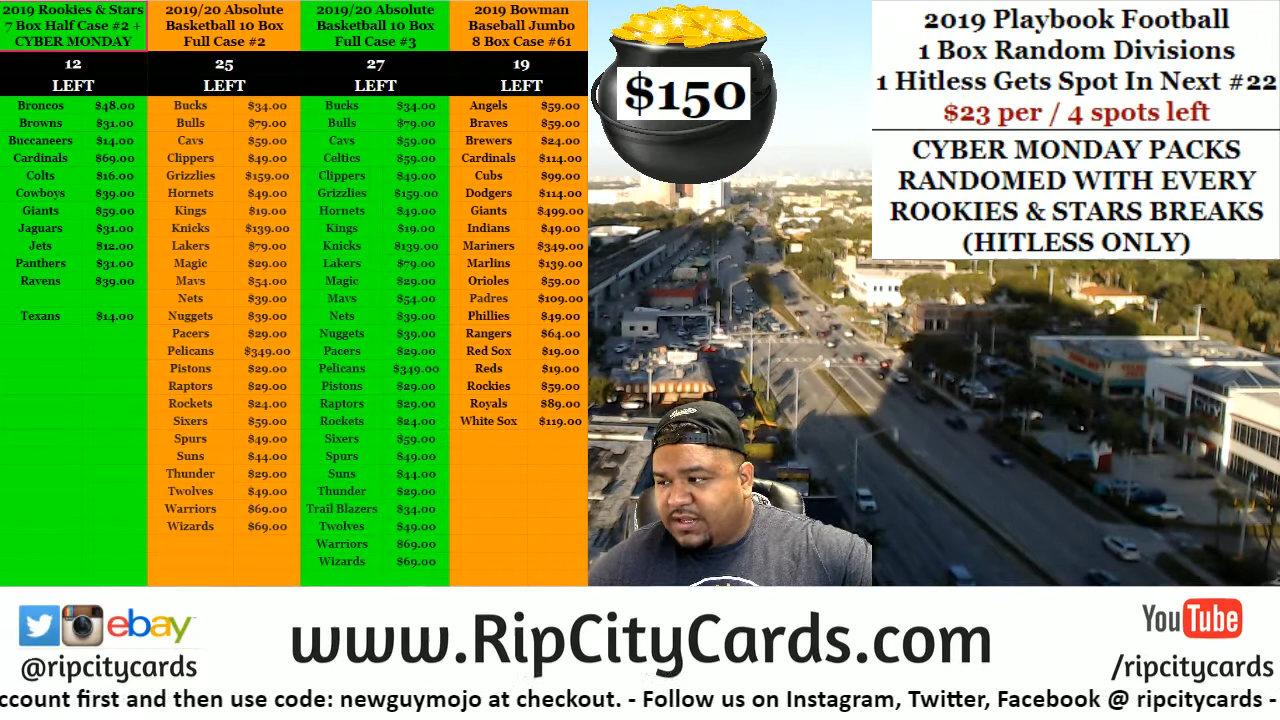 2019 Rookies & Stars
7 Box Half Case #2 +
CYBER MONDAY
12
LEFT
Broncos $48.00
Browns $31.00
Buccaneers $14.00
Cardinals $69.00
Colts $16.00
Cowboys $39.00
Giants $59.00
Jaguars $31.00
Jets $12.00
Panthers $31.00
Ravens $39.00
Texans $14.00
2019/20 Absolute
Basketball 10 Box
Full Case #2
25
LEFT
Bucks $34.00
Bulls $79.00
Cavs $59.00
Clippers $49.00
Grizzlies $159.00
Hornets $49.00
Kings $19.00
Knicks $139.00
Lakers $79.00
Magic $29.00
Mavs $54.00
Nets $39.00
Nuggets $39.00
Pacers $29.00
Pelicans $349.00
Pistons $29.00
Raptors $29.00
Rockets $24.00
Sixers $59.00
Spurs $49.00
Suns $44.00
Thunder $29.00
Twolves $49.00
Warriors $69.00
Wizards $69.00
2019/20 Absolute
Basketball 10 Box
Full Case #3
27
LEFT
Bucks $34.00
Bulls $79.00
Cavs $59.00
Celtics $59.00
Clippers $49.00
Grizzlies $159.00
Hornets $49.00
Kings $19.00
Knicks $139.00
Lakers $79.00
Magic $29.00
Mavs $54.00
Nets $39.00
Nuggets $39.00
Pacers $29.00
Pelicans $349.00
Pistons $29.00
Raptors $29.00
Rockets $24.00
Sixers $59.00
Spurs $49.00
Suns $44.00
Thunder $29.00
Trail Blazers $34.00
Twolves $49.00
Warriors $69.00
Wizards $69.00
2019 Bowman
Baseball Jumbo
8 Box Case #61
19
LEFT
Angels $59.00
Braves $59.00
Brewers $24.00
Cardinals $114.00
Cubs $99.00
Dodgers $114.00
Giants $499.00
Indians $49.00
Mariners $349.00
Marlins $139.00
Orioles $59.00
Padres $109.00
Phillies $49.00
Rangers $64.00
Red Sox $19.00
Reds $19.00
Rockies $59.00
Royals $89.00
White Sox $119.00
$150
2019 Playbook Football
1 Box Random Divisions
1 Hitless Gets Spot In Next #22
$23 per / 4 spots left
CYBER MONDAY PACKS
RANDOMED WITH EVERY
ROOKIES & STARS BREAKS
(HITLESS ONLY)
ebay
@ripcitycards
www.RipCityCards.com
YouTube
/ripcitycards
ccount first and then use code: newguymojo at checkout. - Follow us on Instagram, Twitter, Facebook @ ripcitycards -